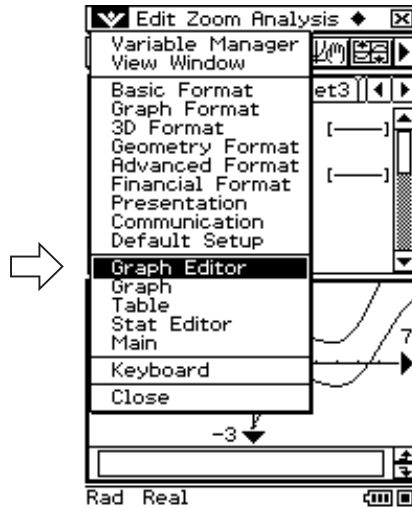 Edit Zoom Analysis ◆
Variable Manager
View Window
Basic Format
et3
Graph Format
3D Format
Geometry Format
Advanced Format
Financial Format
Presentation
Communication
Default Setup
Graph Editor
Graph
Table
Stat Editor
Main
7
Keyboard
Close
-3
Rad Real